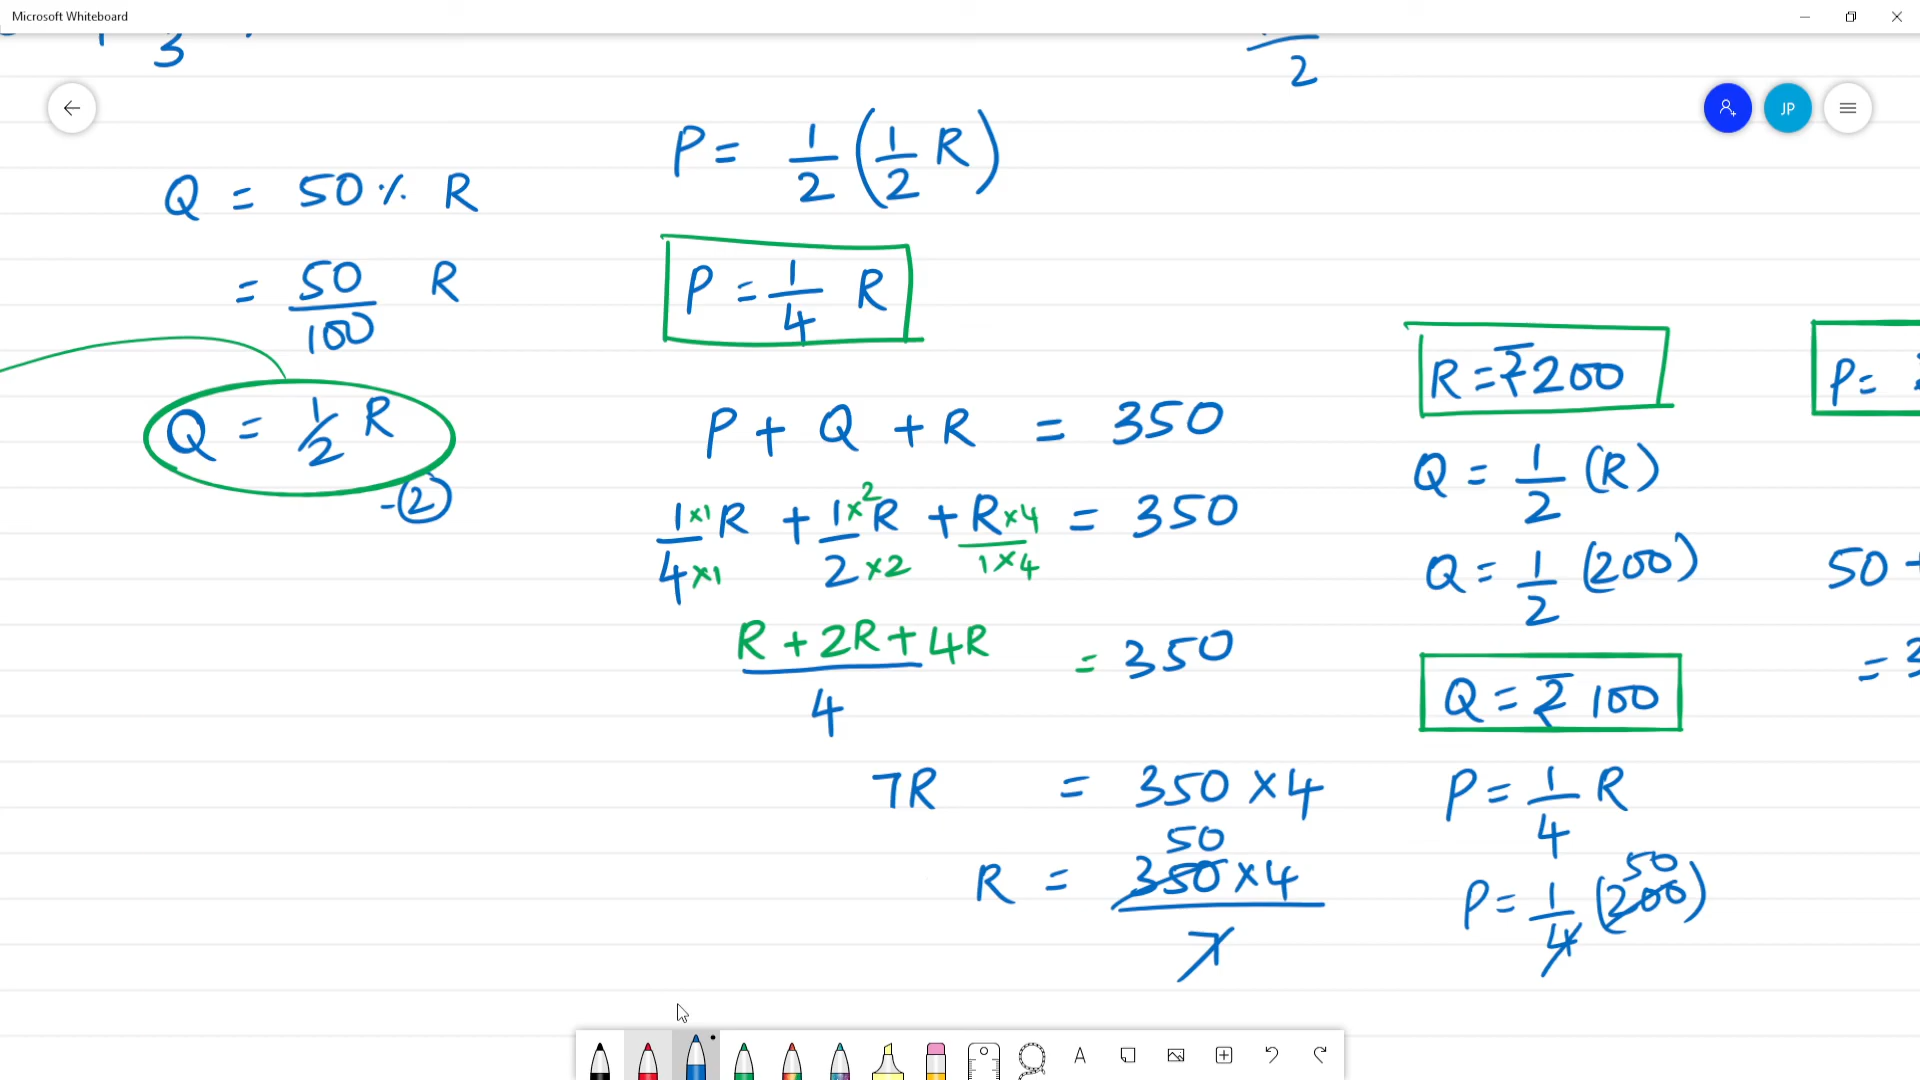 Microsoft Whiteboard
3
2
JP
Q = 50% R
= 50/100 R
Q = 1/2 R
-(2)
P = 1/2 (1/2 R)
P = 1/4 R
P + Q + R = 350
1×1/4×1 R + 1×2/2×2 R + R×4/1×4 = 350
R + 2R + 4R/4 = 350
7R = 350 × 4
50
R = 350 × 4/7
R = ₹200
Q = 1/2 (R)
Q = 1/2 (200)
Q = ₹ 100
P = 1/4 R
50
P = 1/4 (200)
P =
50 +
= 3
A